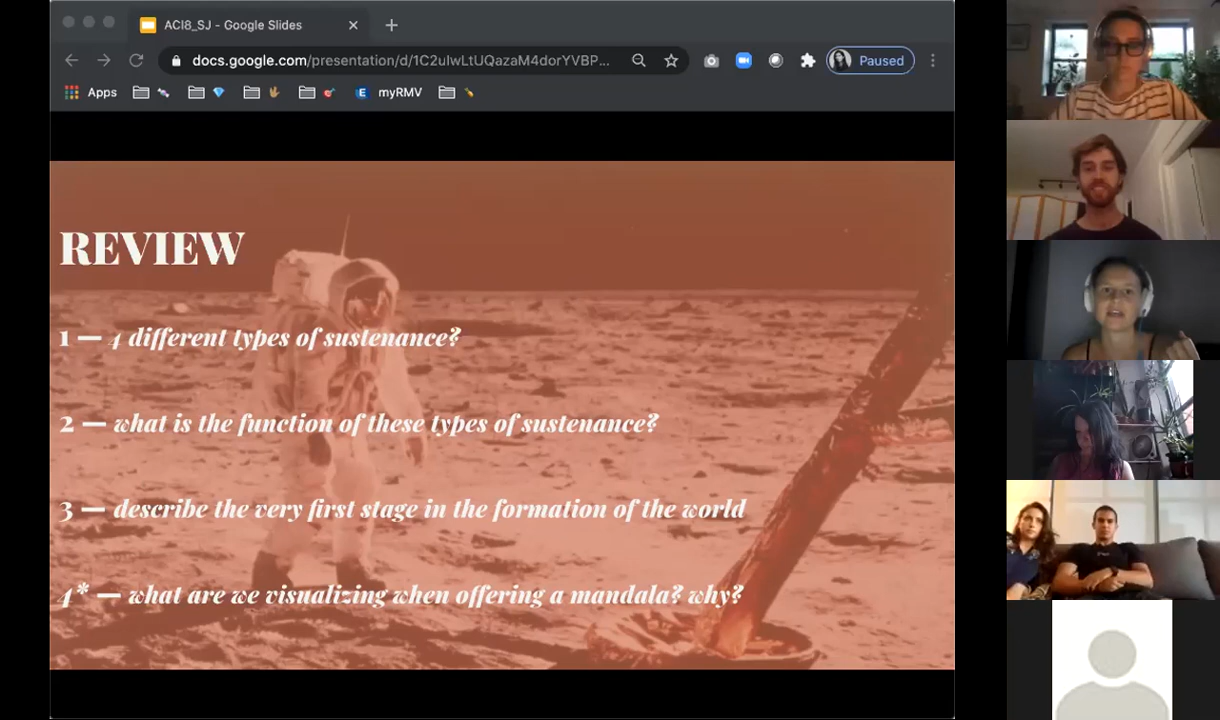 ACI8_SJ - Google Slides
docs.google.com/presentation/d/1C2uIwLtUQazaM4dorYVBP...
Paused
Apps
myRMV
REVIEW
1 — 4 different types of sustenance?
2 — what is the function of these types of sustenance?
3 — describe the very first stage in the formation of the world
4* — what are we visualizing when offering a mandala? why?